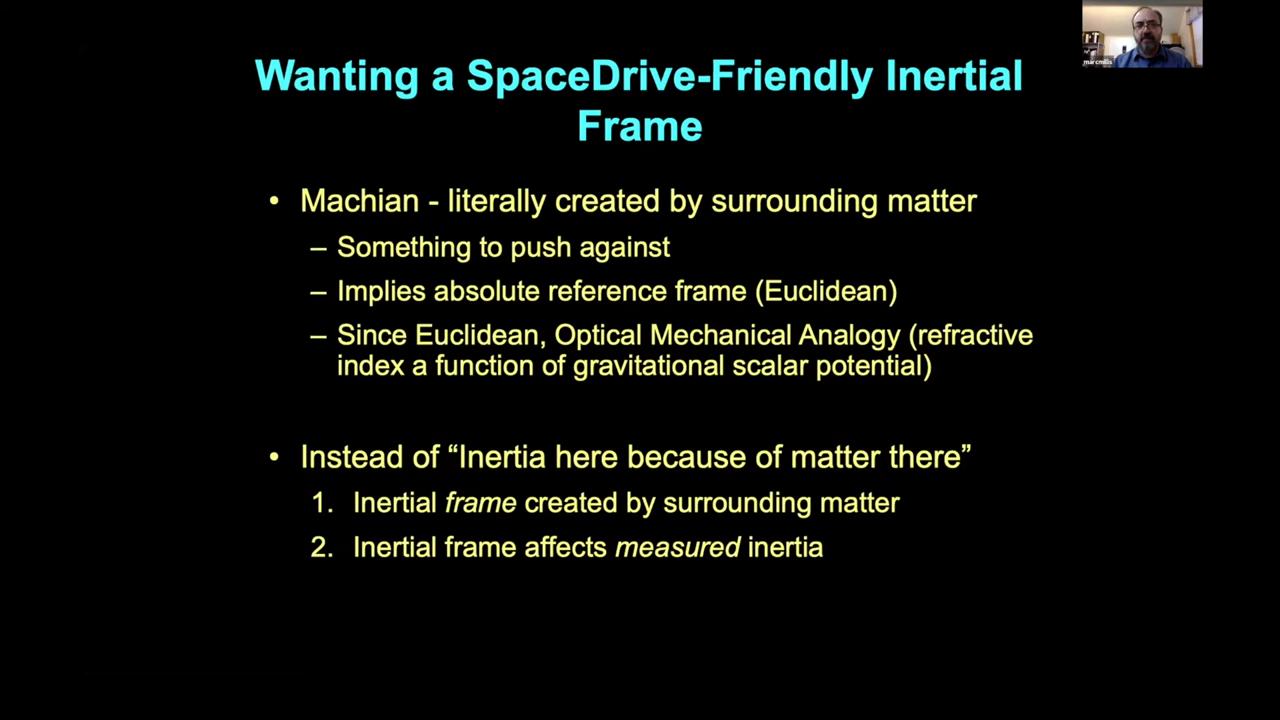 Wanting a SpaceDrive-Friendly Inertial
Frame
• Machian - literally created by surrounding matter
– Something to push against
– Implies absolute reference frame (Euclidean)
– Since Euclidean, Optical Mechanical Analogy (refractive
index a function of gravitational scalar potential)
• Instead of “Inertia here because of matter there”
1. Inertial frame created by surrounding matter
2. Inertial frame affects measured inertia
marcmillis